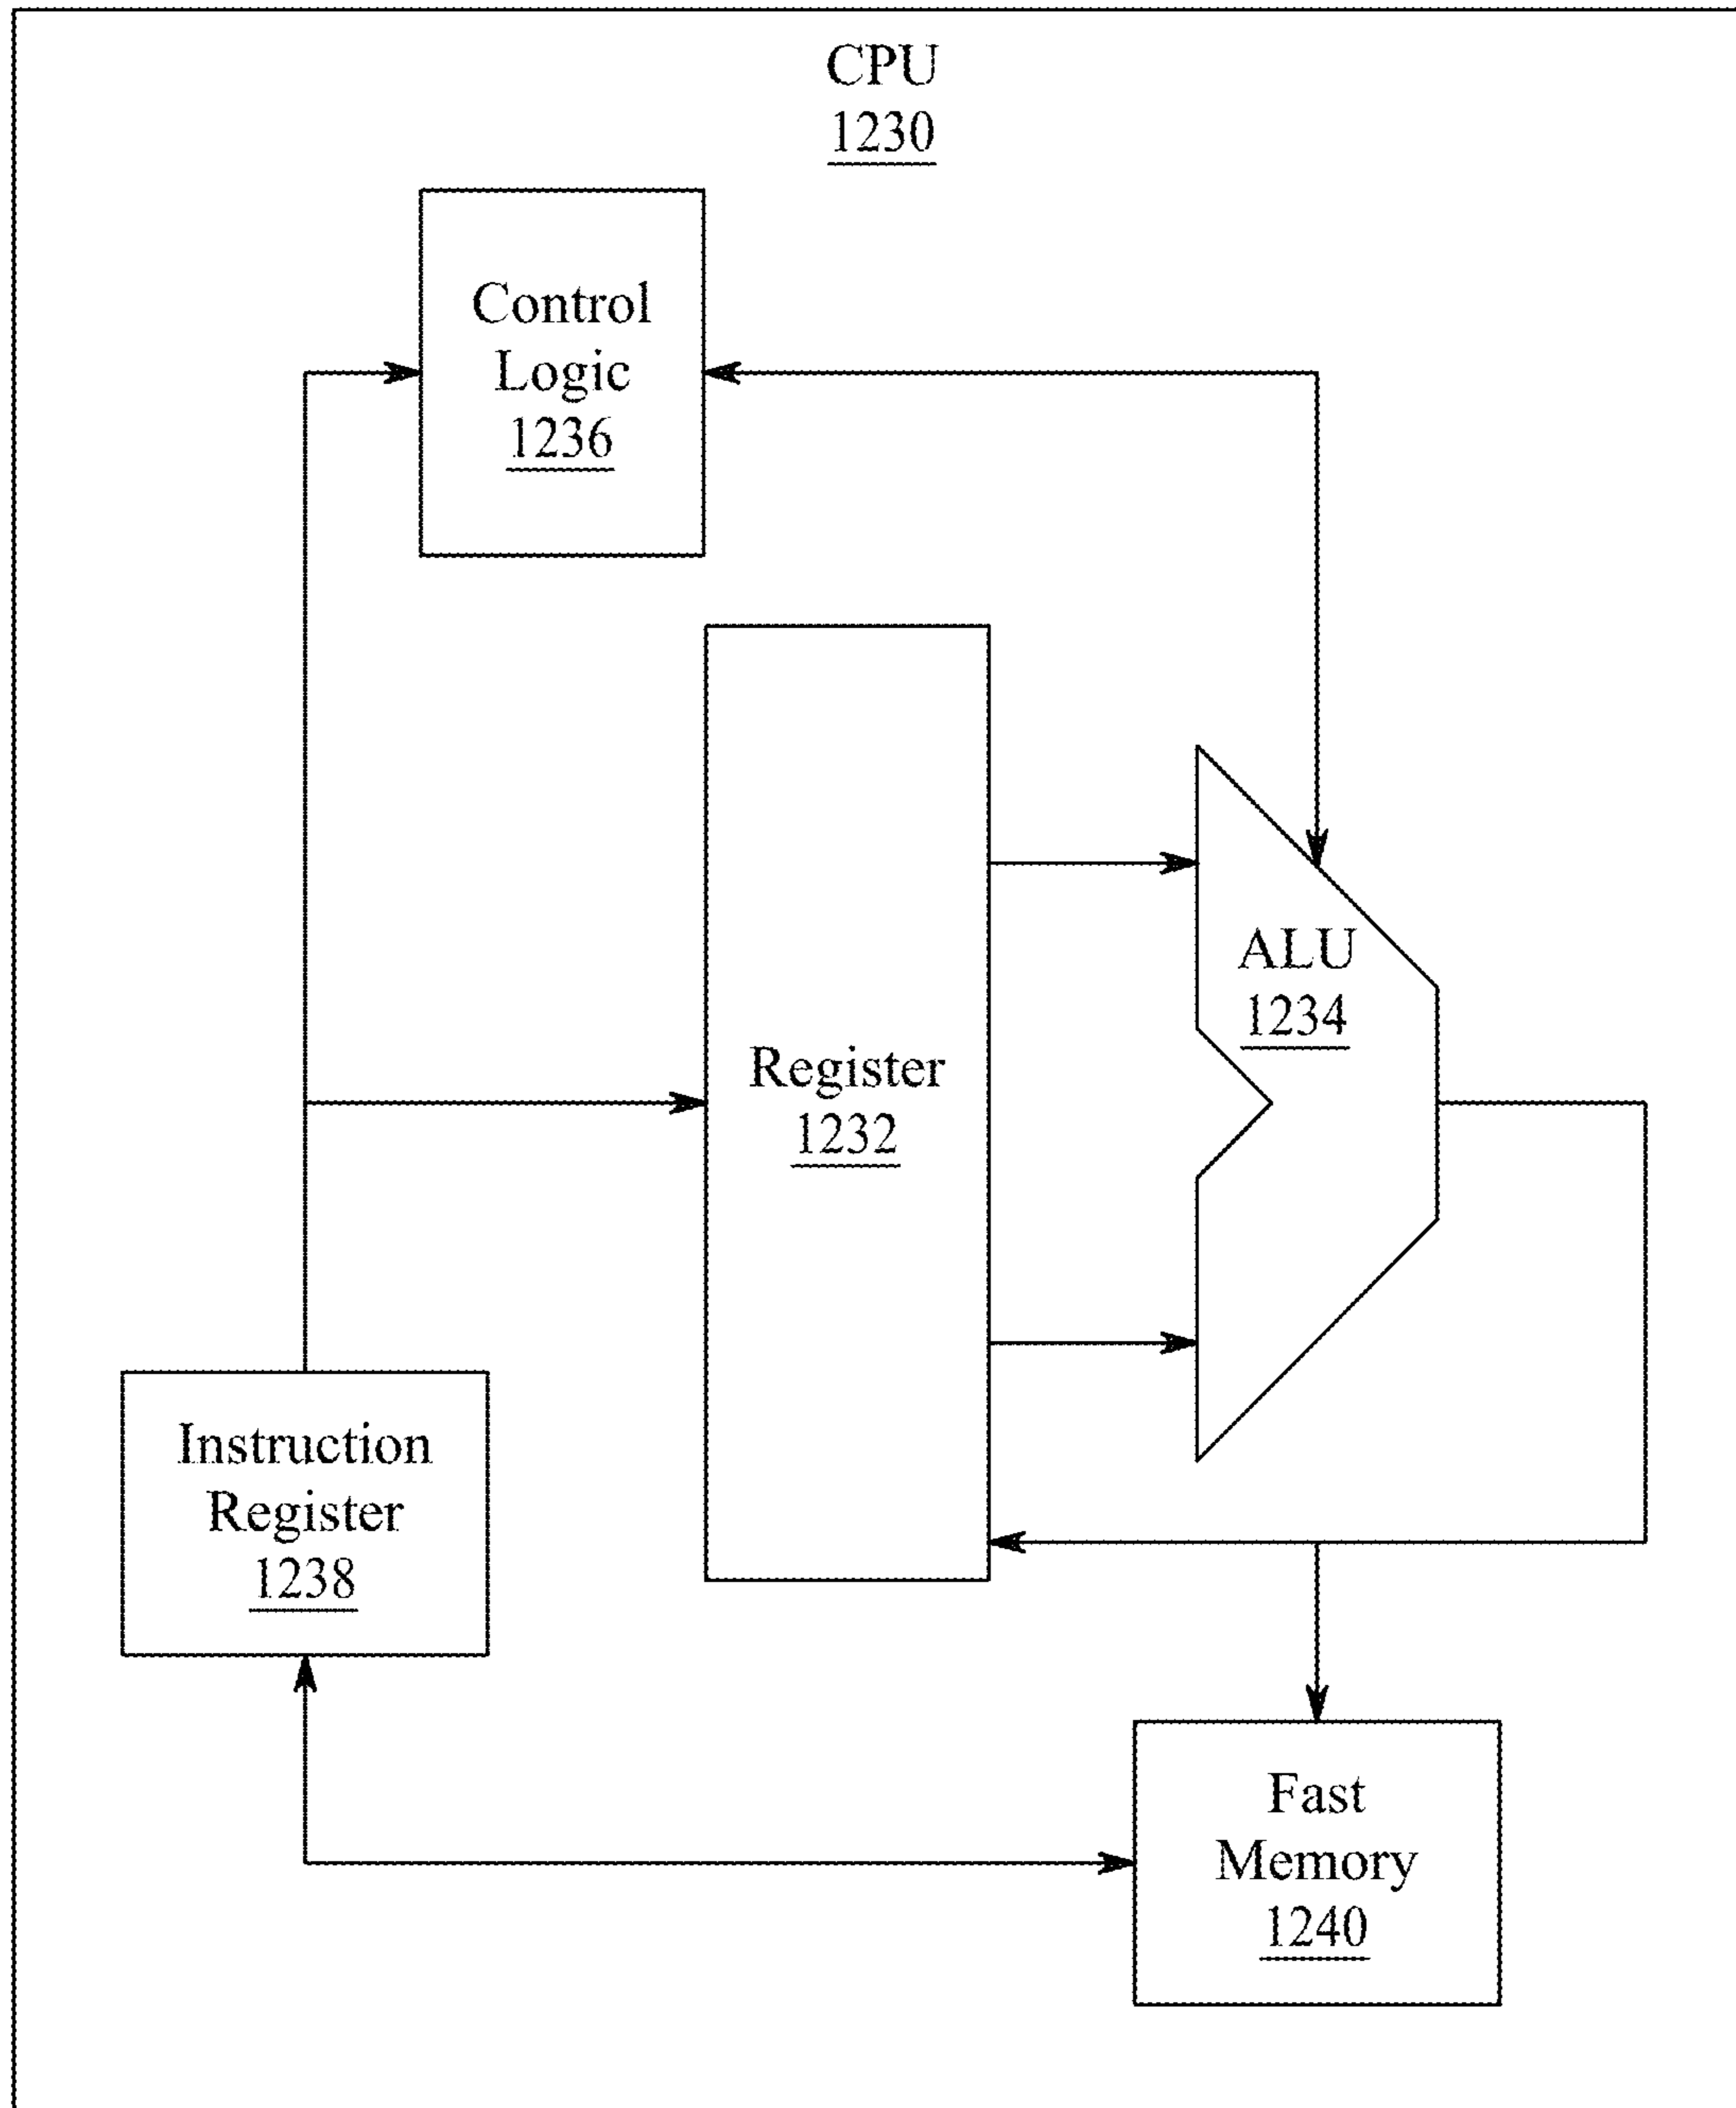 CPU
1230
Control
Logic
1236
ALU
1234
Register
1232
Instruction
Register
1238
Fast
Memory
1240